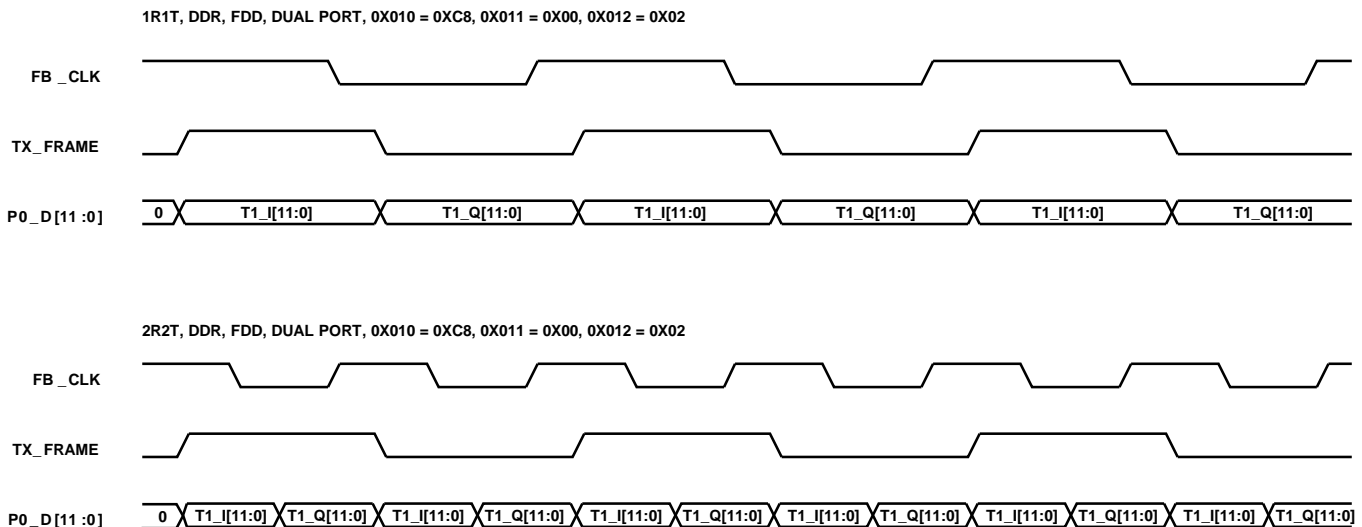 1R1T, DDR, FDD, DUAL PORT, 0X010 = 0XC8, 0X011 = 0X00, 0X012 = 0X02
FB _CLK
TX_FRAME
P0_D[11 :0] 0 T1_I[11:0] T1_Q[11:0] T1_I[11:0] T1_Q[11:0] T1_I[11:0] T1_Q[11:0]
2R2T, DDR, FDD, DUAL PORT, 0X010 = 0XC8, 0X011 = 0X00, 0X012 = 0X02
FB _CLK
TX_FRAME
P0_D[11 :0] 0 T1_I[11:0] T1_Q[11:0] T1_I[11:0] T1_Q[11:0] T1_I[11:0] T1_Q[11:0] T1_I[11:0] T1_Q[11:0] T1_I[11:0] T1_Q[11:0] T1_I[11:0] T1_Q[11:0]